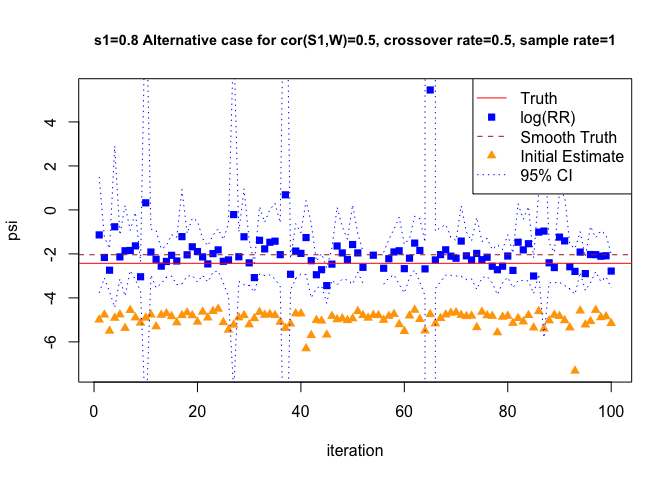 s1=0.8 Alternative case for cor(S1,W)=0.5, crossover rate=0.5, sample rate=1
Truth
log(RR)
Smooth Truth
Initial Estimate
95% CI
psi
4
2
0
-2
-4
-6
0 20 40 60 80 100
iteration